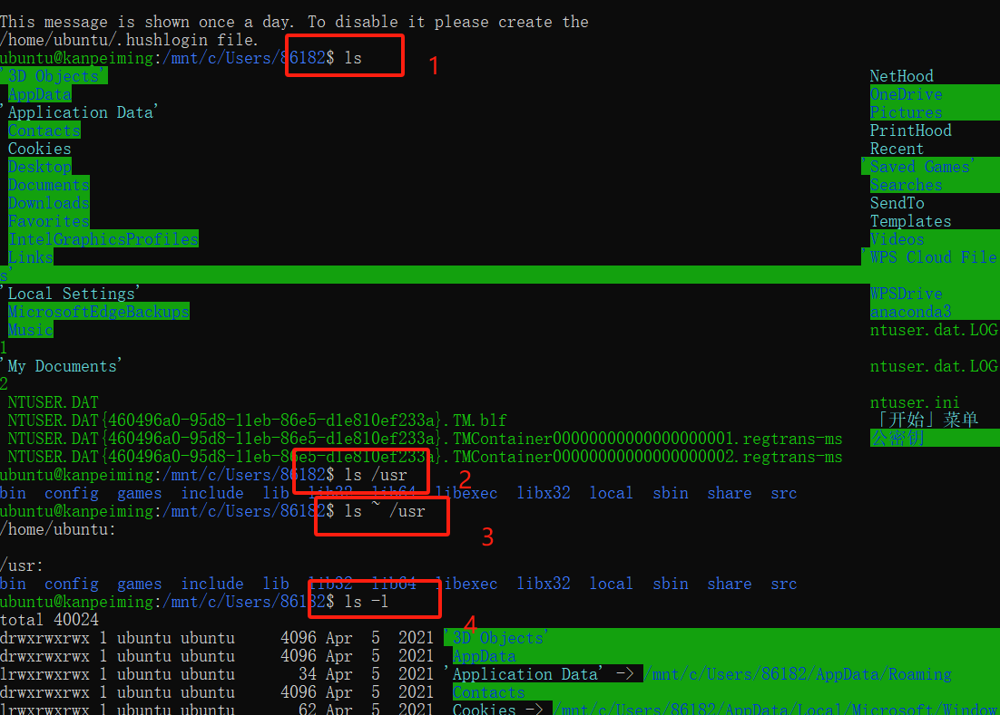 This message is shown once a day. To disable it please create the
/home/ubuntu/.hushlogin file.
ubuntu@kanpeiming:/mnt/c/Users/86182$ ls
1
'3D Objects' NetHood
AppData OneDrive
'Application Data' Pictures
Contacts PrintHood
Cookies Recent
Desktop 'Saved Games'
Documents Searches
Downloads SendTo
Favorites Templates
IntelGraphicsProfiles Videos
Links 'WPS Cloud File
s'
'Local Settings' WPSDrive
MicrosoftEdgeBackups anaconda3
Music ntuser.dat.LOG
1
'My Documents' ntuser.dat.LOG
2
NTUSER.DAT ntuser.ini
NTUSER.DAT{460496a0-95d8-11eb-86e5-d1e810ef233a}.TM.blf 「开始」菜单
NTUSER.DAT{460496a0-95d8-11eb-86e5-d1e810ef233a}.TMContainer00000000000000000001.regtrans-ms 公密钥
NTUSER.DAT{460496a0-95d8-11eb-86e5-d1e810ef233a}.TMContainer00000000000000000002.regtrans-ms
ubuntu@kanpeiming:/mnt/c/Users/86182$ ls /usr
2
bin config games include lib lib32 lib64 libexec libx32 local sbin share src
ubuntu@kanpeiming:/mnt/c/Users/86182$ ls ~ /usr
3
/home/ubuntu:
/usr:
bin config games include lib lib32 lib64 libexec libx32 local sbin share src
ubuntu@kanpeiming:/mnt/c/Users/86182$ ls -l
4
total 40024
drwxrwxrwx 1 ubuntu ubuntu 4096 Apr 5 2021 '3D Objects'
drwxrwxrwx 1 ubuntu ubuntu 4096 Apr 5 2021 AppData
lrwxrwxrwx 1 ubuntu ubuntu 34 Apr 5 2021 'Application Data' -> /mnt/c/Users/86182/AppData/Roaming
drwxrwxrwx 1 ubuntu ubuntu 4096 Apr 5 2021 Contacts
lrwxrwxrwx 1 ubuntu ubuntu 62 Apr 5 2021 Cookies -> /mnt/c/Users/86182/AppData/Local/Microsoft/Window